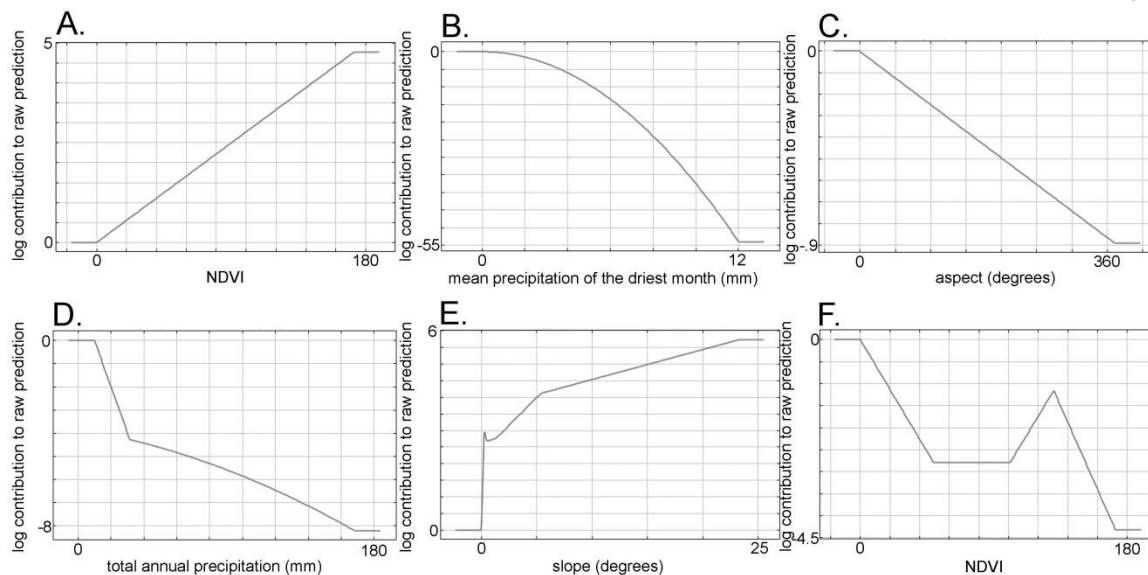 A.
log contribution to raw prediction
5
0
0
180
NDVI
B.
log contribution to raw prediction
0
-55
12
mean precipitation of the driest month (mm)
C.
log contribution to raw prediction
0
-.9
0
360
aspect (degrees)
D.
log contribution to raw prediction
0
-8
0
180
total annual precipitation (mm)
E.
log contribution to raw prediction
6
0
0
25
slope (degrees)
F.
log contribution to raw prediction
0
-4.5
0
180
NDVI